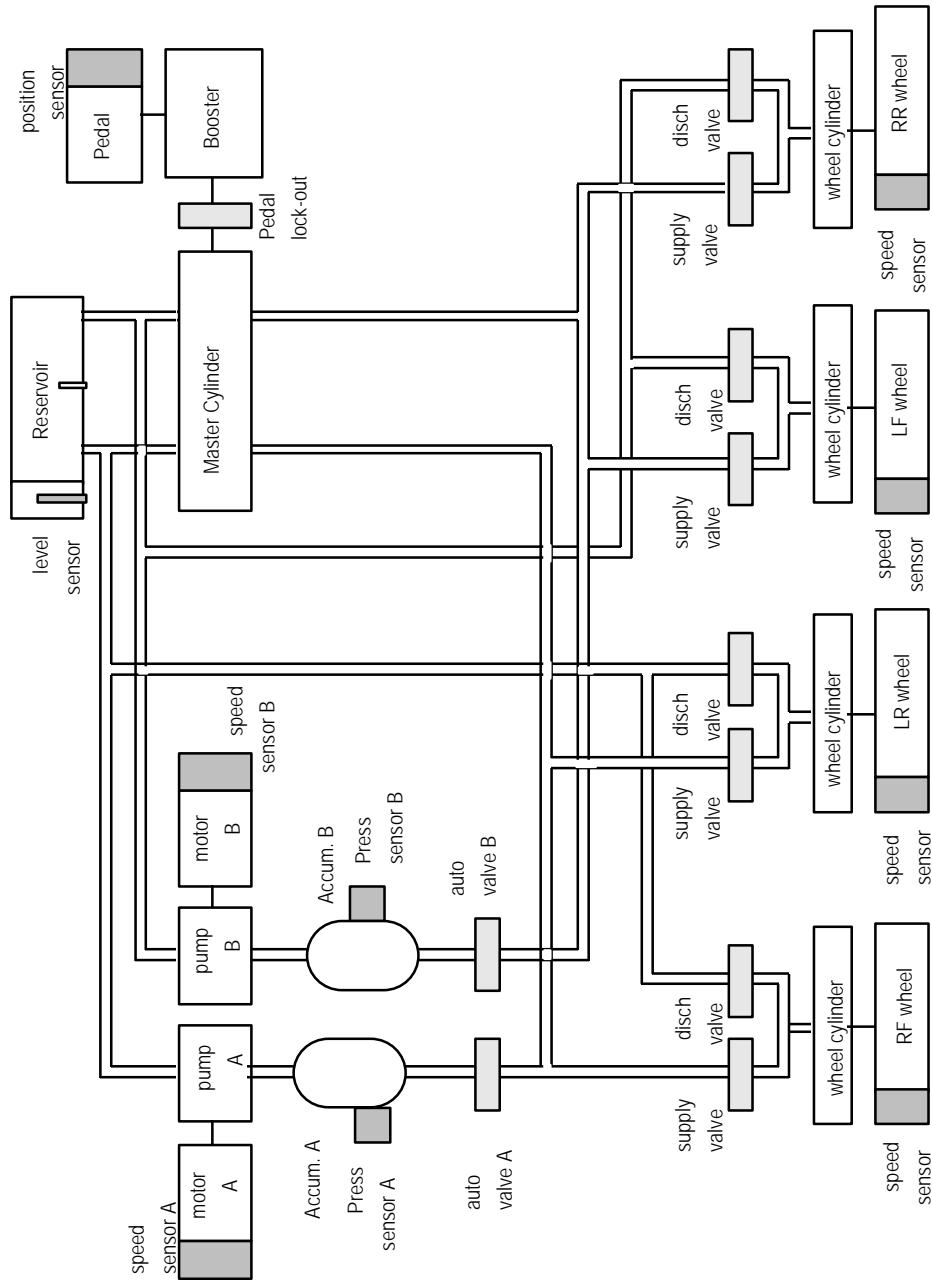 position
sensor
Pedal
Booster
Pedal
lock-out
Reservoir
level
sensor
Master Cylinder
speed
sensor B
motor
B
pump
B
Accum. B
Press
sensor B
auto
valve B
speed
sensor A
motor
A
pump
A
Accum. A
Press
sensor A
auto
valve A
disch
valve
supply
valve
wheel cylinder
RR wheel
speed
sensor
disch
valve
supply
valve
wheel cylinder
LF wheel
speed
sensor
disch
valve
supply
valve
wheel cylinder
LR wheel
speed
sensor
disch
valve
supply
valve
wheel cylinder
RF wheel
speed
sensor